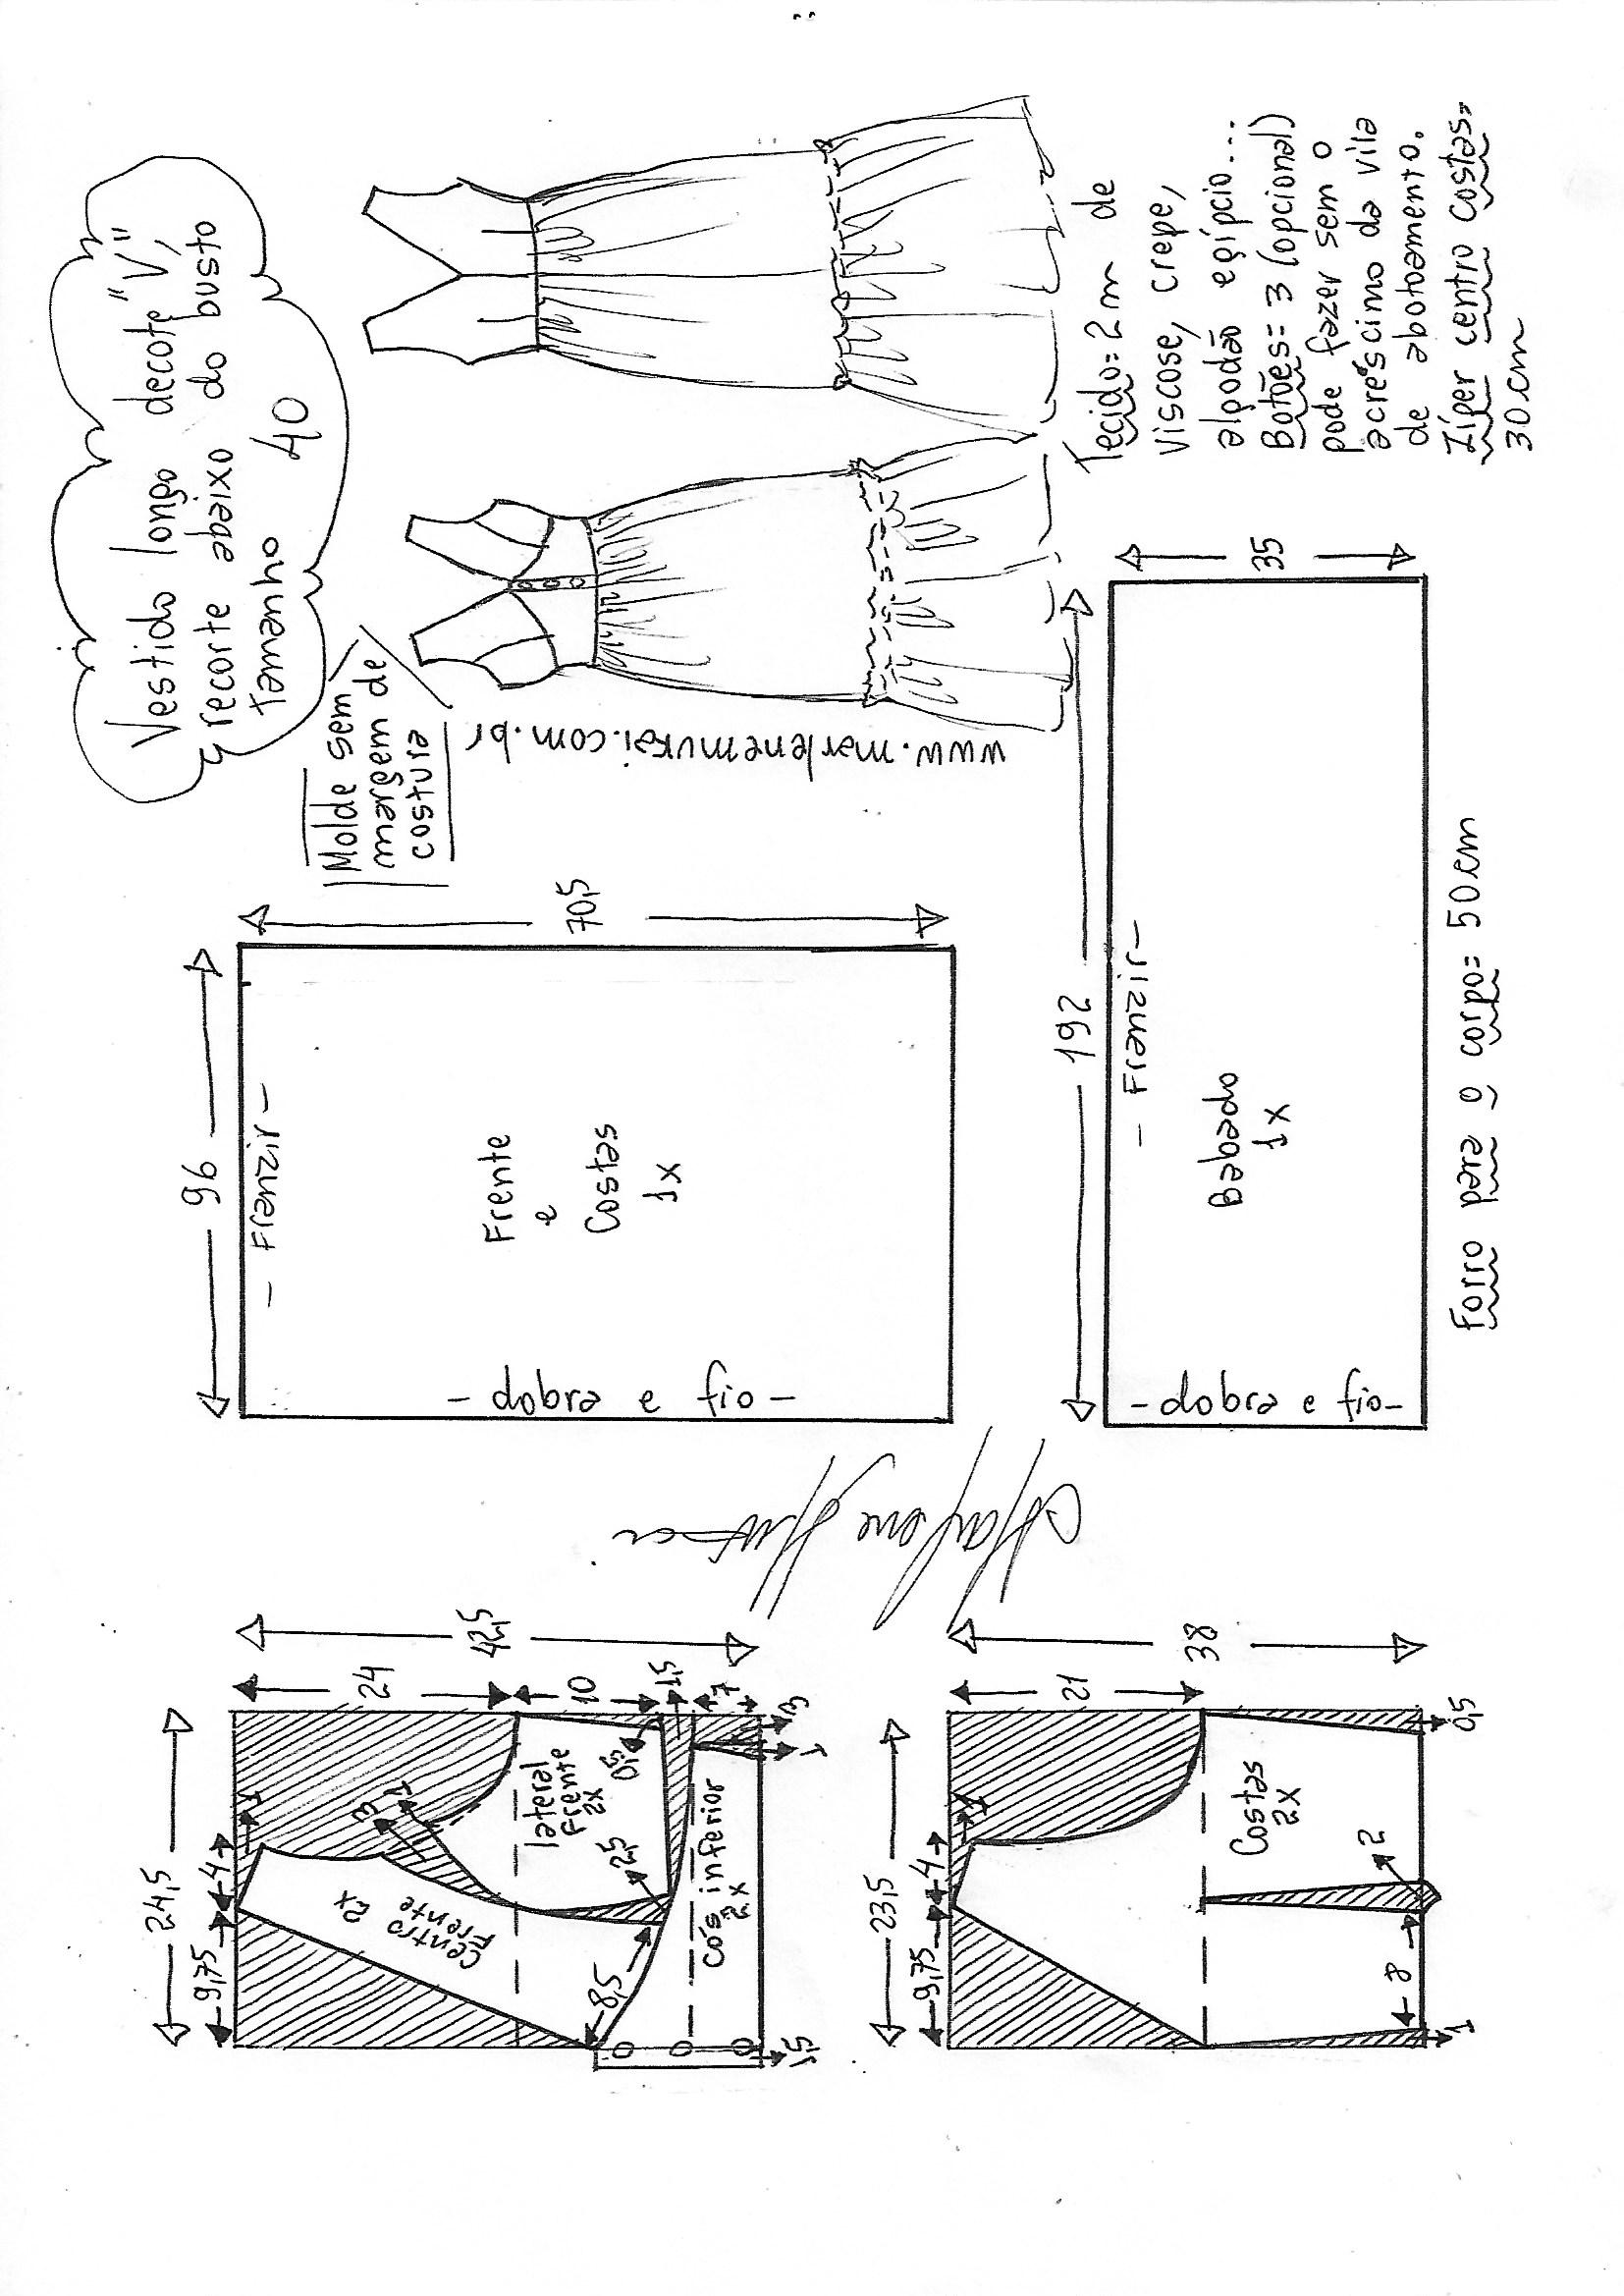 Vestido longo decote "V",
recorte abaixo do busto
Tamanho 40
Molde sem
margem de
costura
www.marlenemukai.com.br
Tecido= 2 m de
viscose, crepe,
algodão egípcio...
Botões= 3 (opcional)
pode fazer sem o
acréscimo da vila
de abotoamento.
Zíper centro costas=
30 cm
24,5
9,75
4
1
24
42,5
10
1,5
7
3
1
3
1
Centro
Frente
2x
lateral
Frente
2x
0,5
2,5
8,5
cós inferior
2x
1,5
96
- Franzir -
70,5
Frente
e
Costas
1x
- dobra e fio -
Marlene Mukai
23,5
9,75
4
1
21
38
Costas
2x
2
8
1
0,5
192
- Franzir -
35
Babado
1x
- dobra e fio -
Forro para o corpo= 50 cm